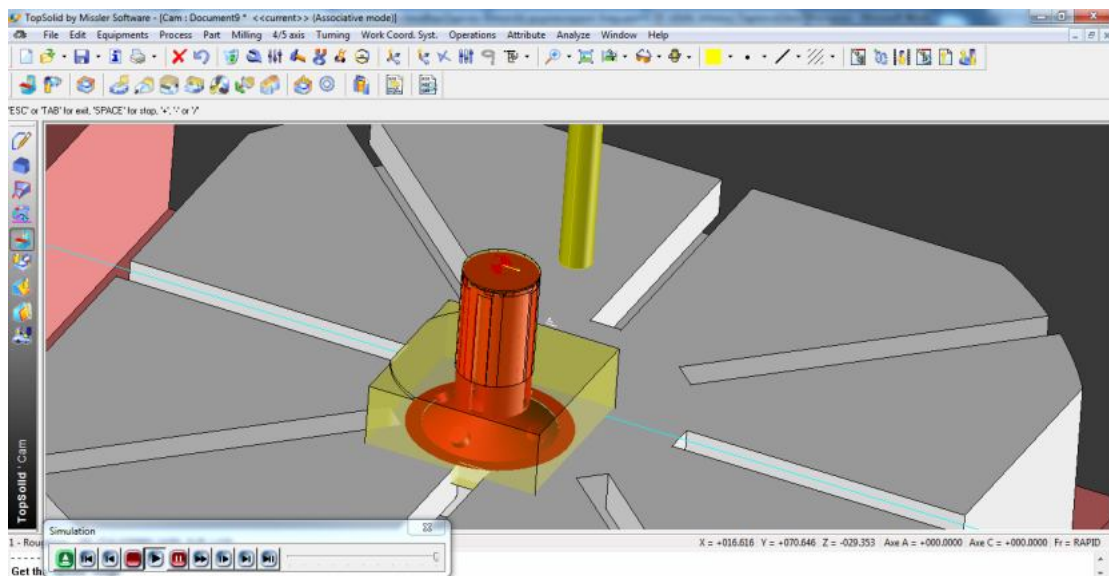 TopSolid by Missler Software - [Cam : Document9 * <<current>> (Associative mode)]
File Edit Equipments Process Part Milling 4/5 axis Turning Work Coord. Syst. Operations Attribute Analyze Window Help
'ESC' or 'TAB' for exit, 'SPACE' for stop, '+', '-' or '/'
TopSolid'Cam
Simulation
X = +016.616 Y = +070.646 Z = -029.353 Axe A = +000.0000 Axe C = +000.0000 Fr = RAPID
Get the